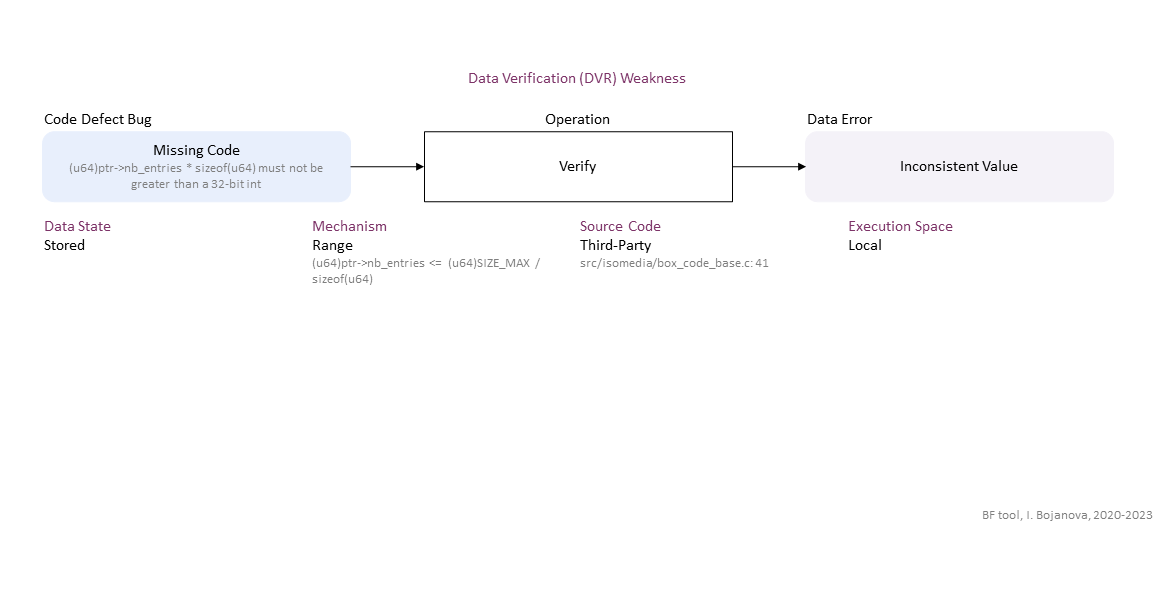 Data Verification (DVR) Weakness
Code Defect Bug
Operation
Data Error
Missing Code
(u64)ptr->nb_entries * sizeof(u64) must not be
greater than a 32-bit int
Verify
Inconsistent Value
Data State
Stored
Mechanism
Range
(u64)ptr->nb_entries <= (u64)SIZE_MAX /
sizeof(u64)
Source Code
Third-Party
src/isomedia/box_code_base.c: 41
Execution Space
Local
BF tool, I. Bojanova, 2020-2023